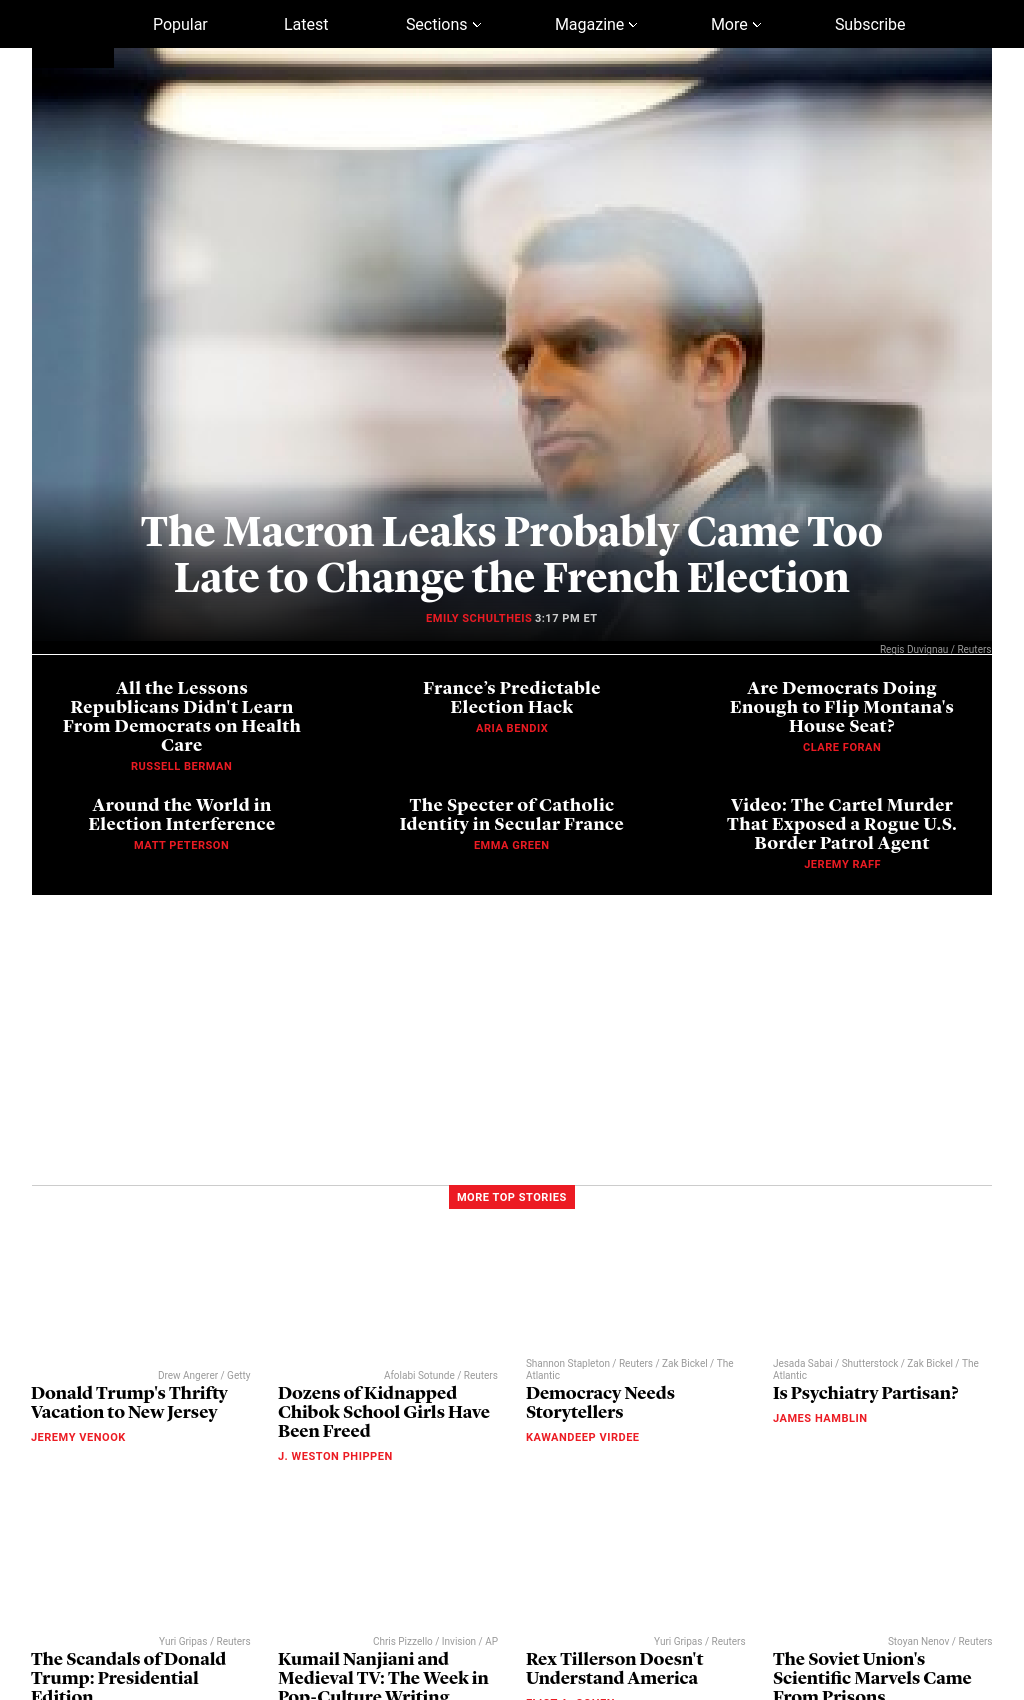 Popular Latest Sections Magazine More Subscribe
The Macron Leaks Probably Came Too
Late to Change the French Election
EMILY SCHULTHEIS 3:17 PM ET
Regis Duvignau / Reuters
All the Lessons
Republicans Didn't Learn
From Democrats on Health
Care
RUSSELL BERMAN
France’s Predictable
Election Hack
ARIA BENDIX
Are Democrats Doing
Enough to Flip Montana's
House Seat?
CLARE FORAN
Around the World in
Election Interference
MATT PETERSON
The Specter of Catholic
Identity in Secular France
EMMA GREEN
Video: The Cartel Murder
That Exposed a Rogue U.S.
Border Patrol Agent
JEREMY RAFF
MORE TOP STORIES
Drew Angerer / Getty
Donald Trump's Thrifty
Vacation to New Jersey
JEREMY VENOOK
Afolabi Sotunde / Reuters
Dozens of Kidnapped
Chibok School Girls Have
Been Freed
J. WESTON PHIPPEN
Shannon Stapleton / Reuters / Zak Bickel / The
Atlantic
Democracy Needs
Storytellers
KAWANDEEP VIRDEE
Jesada Sabai / Shutterstock / Zak Bickel / The
Atlantic
Is Psychiatry Partisan?
JAMES HAMBLIN
Yuri Gripas / Reuters
The Scandals of Donald
Trump: Presidential
Edition
Chris Pizzello / Invision / AP
Kumail Nanjiani and
Medieval TV: The Week in
Pop-Culture Writing
Yuri Gripas / Reuters
Rex Tillerson Doesn't
Understand America
Stoyan Nenov / Reuters
The Soviet Union's
Scientific Marvels Came
From Prisons